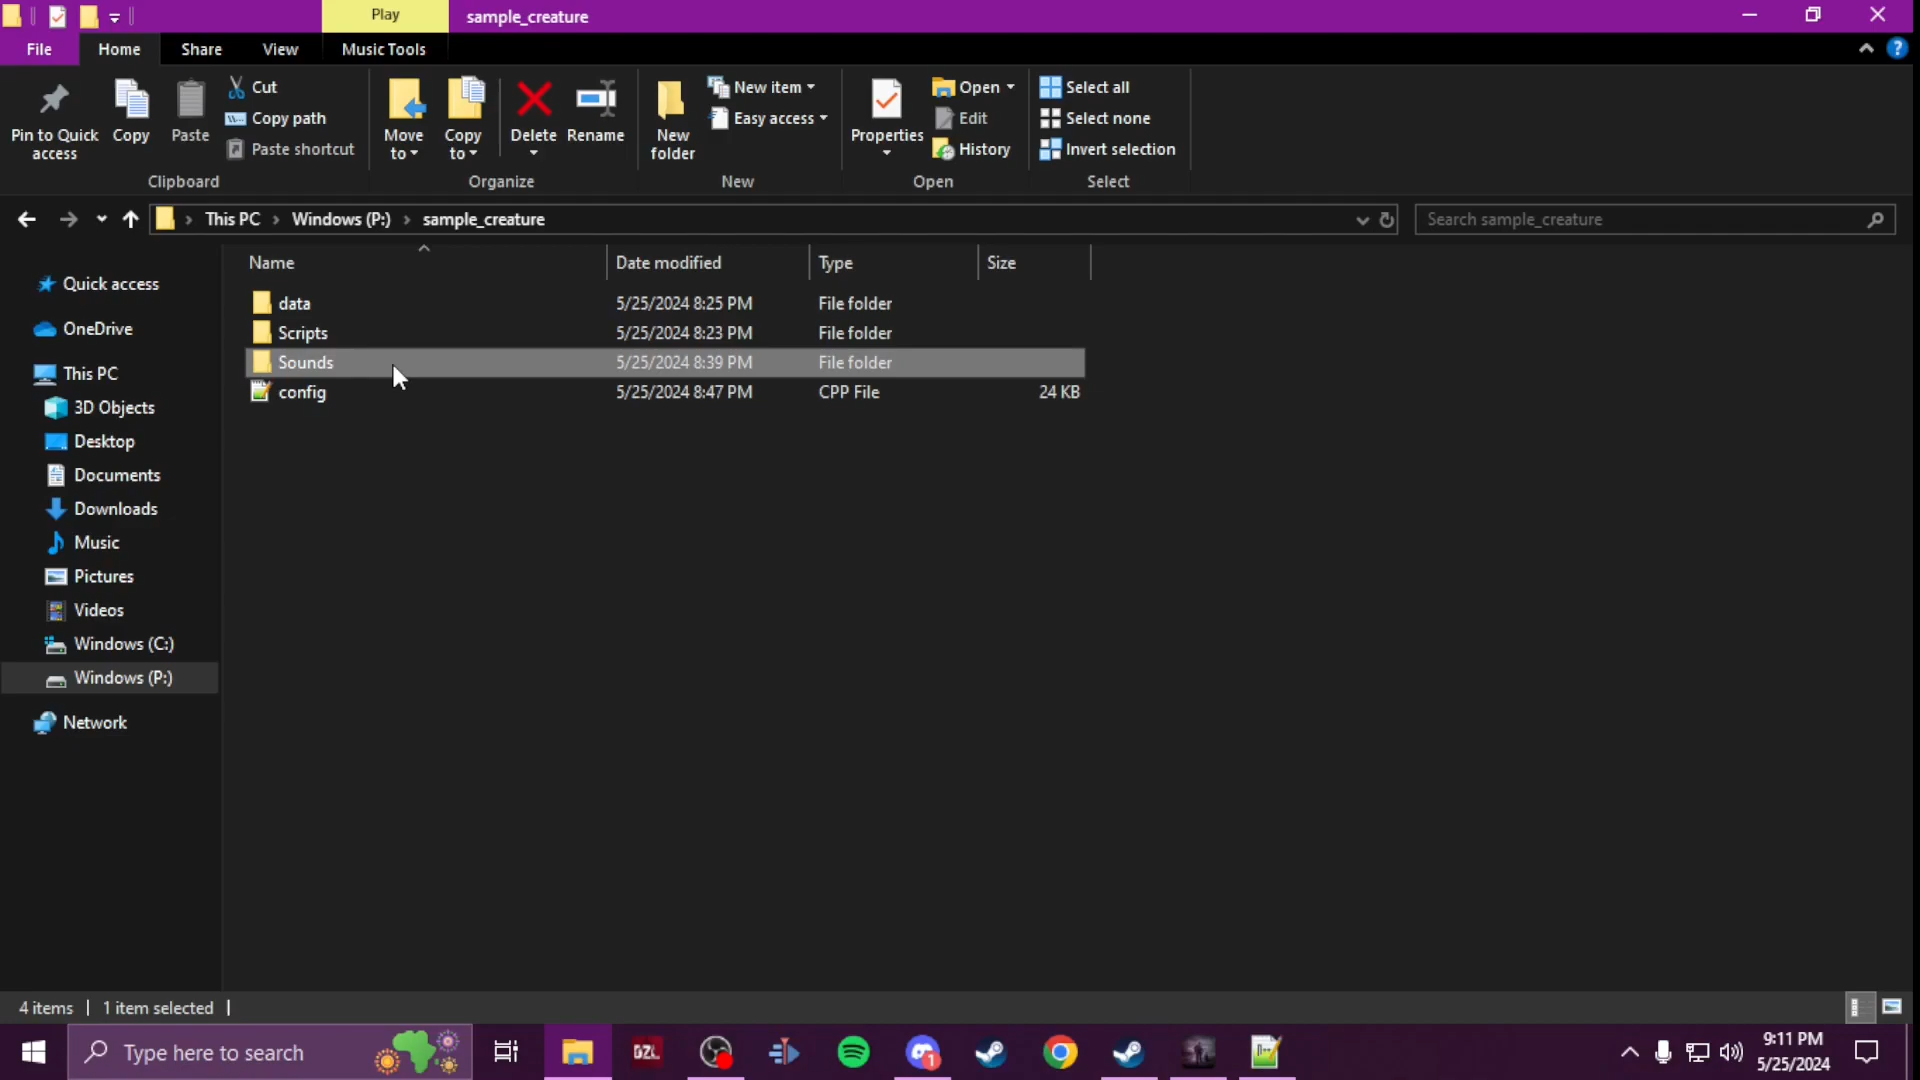 Play
sample_creature
File
Home
Share
View
Music Tools
Pin to Quick
access
Copy
Paste
Cut
Copy path
Paste shortcut
Clipboard
Move
to
Copy
to
Delete
Rename
Organize
New
folder
New item
Easy access
New
Properties
Open
Edit
History
Open
Select all
Select none
Invert selection
Select
This PC
Windows (P:)
sample_creature
Search sample_creature
Name
Date modified
Type
Size
data 5/25/2024 8:25 PM File folder
Scripts 5/25/2024 8:23 PM File folder
Sounds 5/25/2024 8:39 PM File folder
config 5/25/2024 8:47 PM CPP File 24 KB
Quick access
OneDrive
This PC
3D Objects
Desktop
Documents
Downloads
Music
Pictures
Videos
Windows (C:)
Windows (P:)
Network
4 items
1 item selected
Type here to search
DZL
1
9:11 PM
5/25/2024